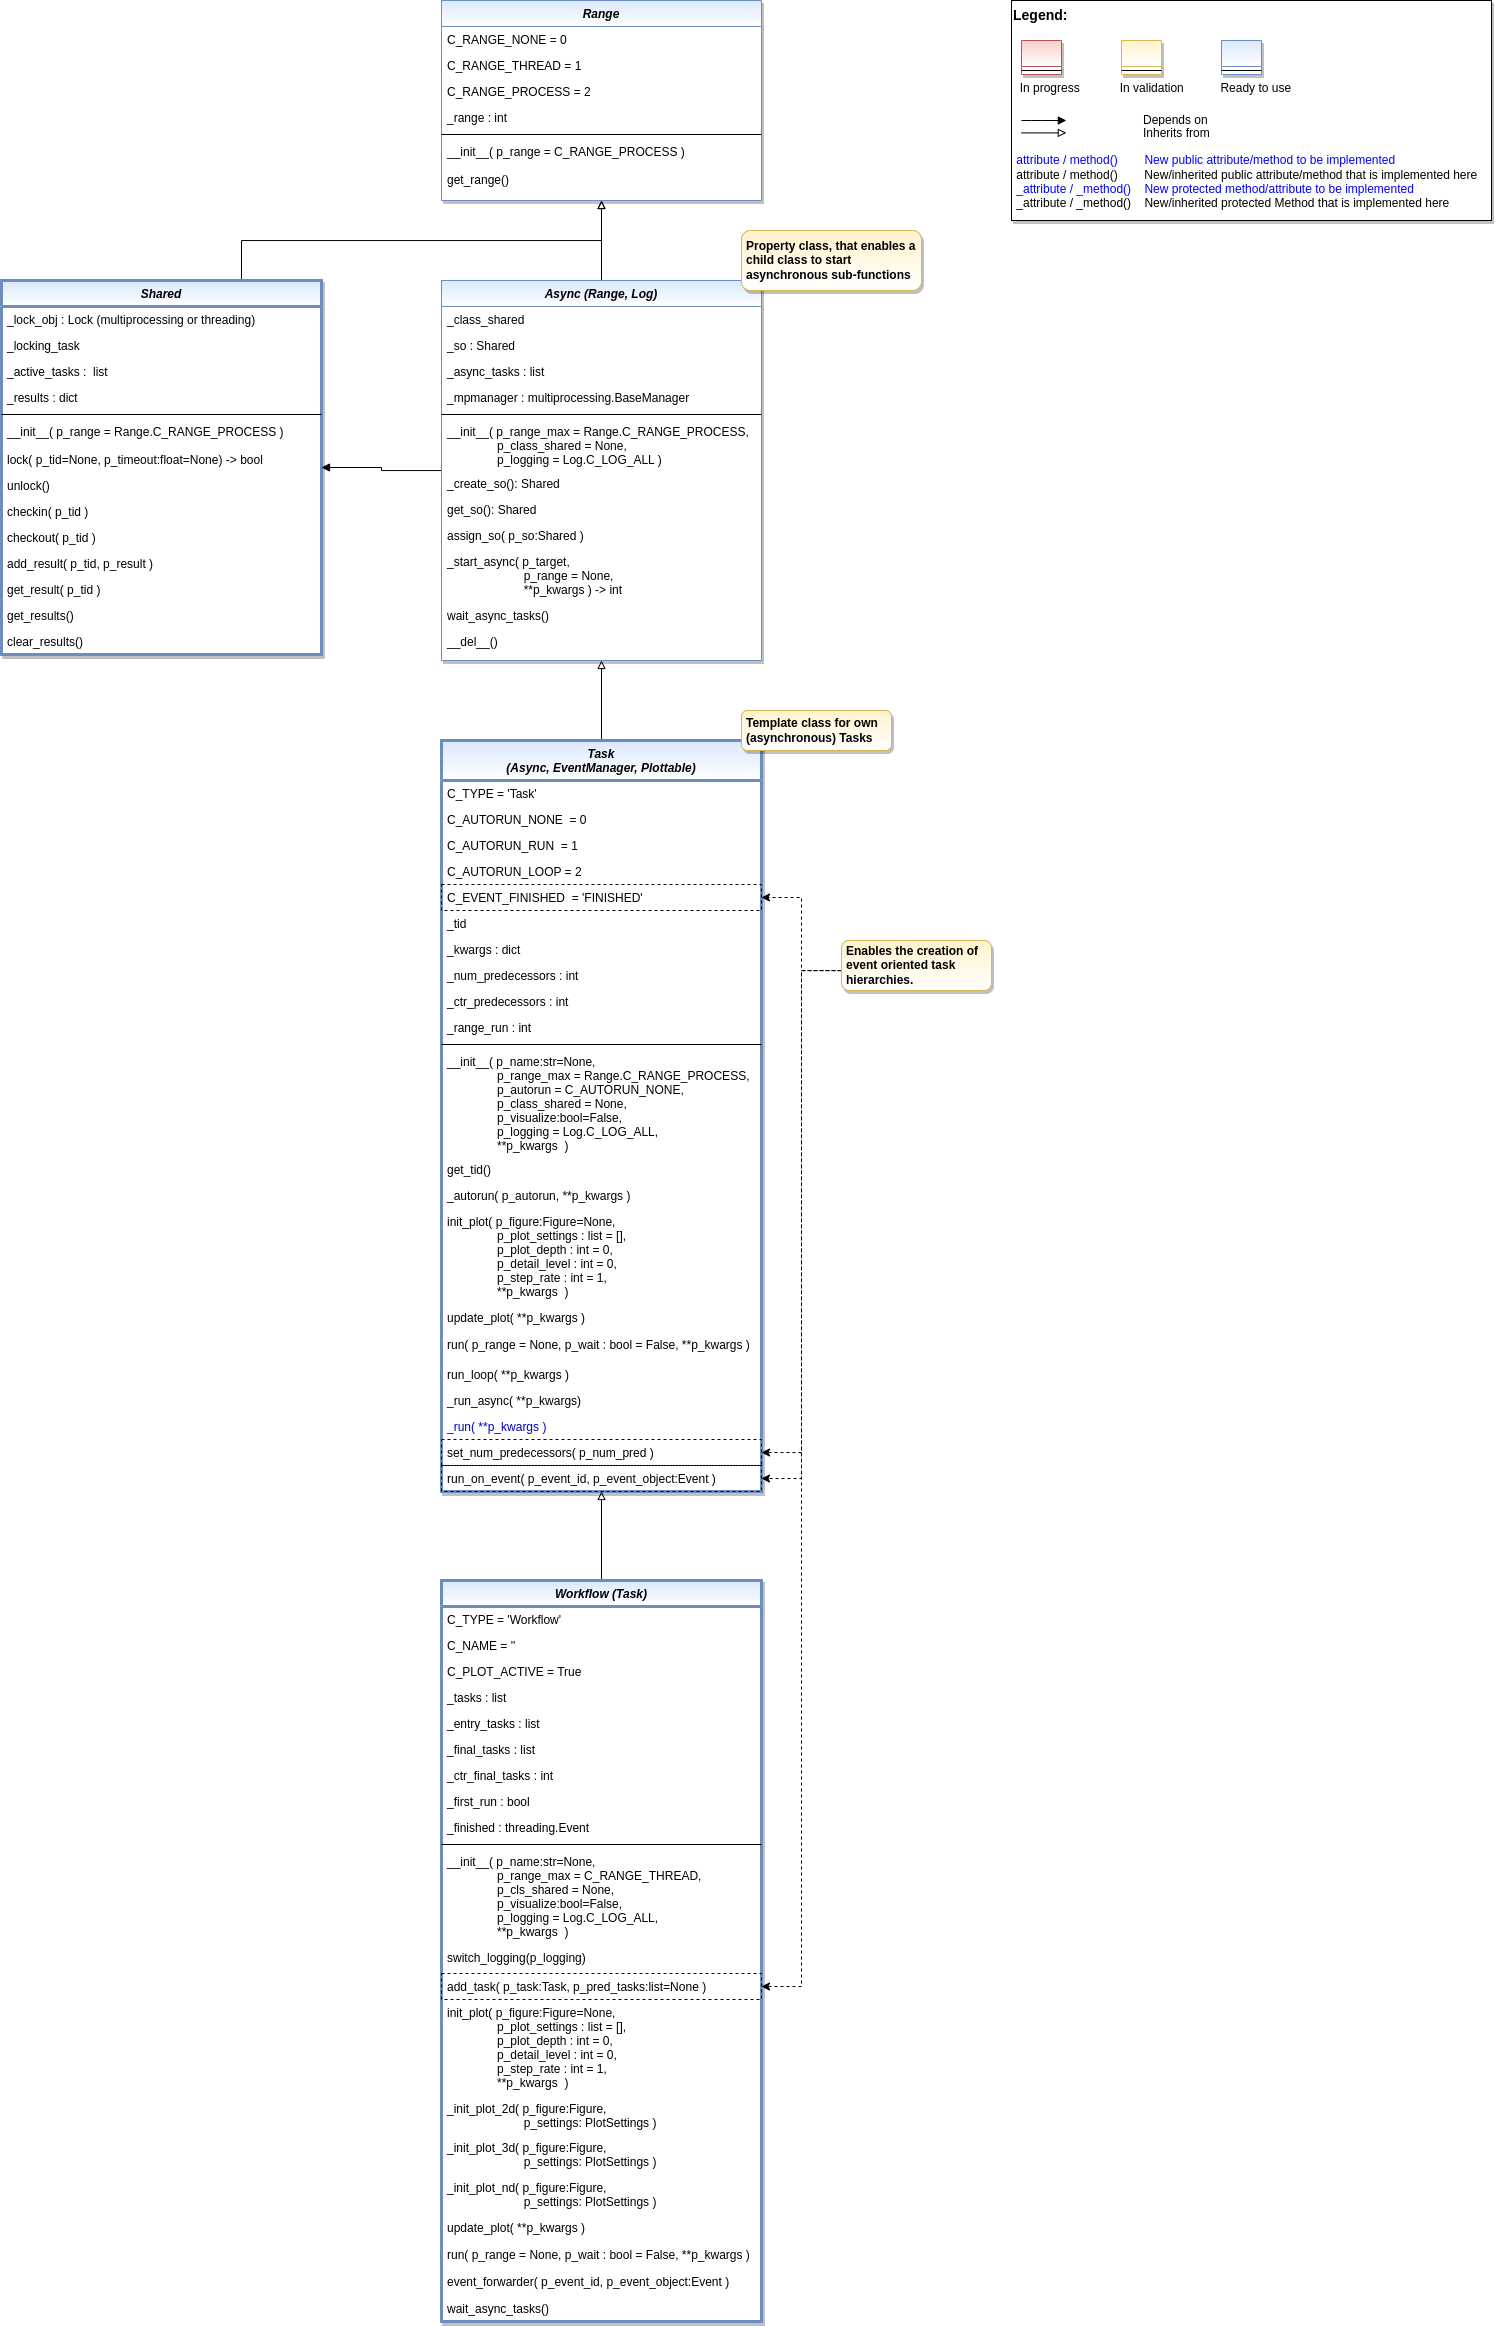 Range
C_RANGE_NONE = 0
C_RANGE_THREAD = 1
C_RANGE_PROCESS = 2
_range : int
__init__( p_range = C_RANGE_PROCESS )
get_range()
Legend:
In progress
In validation
Ready to use
Depends on
Inherits from
attribute / method() New public attribute/method to be implemented
attribute / method() New/inherited public attribute/method that is implemented here
_attribute / _method() New protected method/attribute to be implemented
_attribute / _method() New/inherited protected Method that is implemented here
Property class, that enables a
child class to start
asynchronous sub-functions
Shared
_lock_obj : Lock (multiprocessing or threading)
_locking_task
_active_tasks :  list
_results : dict
__init__( p_range = Range.C_RANGE_PROCESS )
lock( p_tid=None, p_timeout:float=None) -> bool
unlock()
checkin( p_tid )
checkout( p_tid )
add_result( p_tid, p_result )
get_result( p_tid )
get_results()
clear_results()
Async (Range, Log)
_class_shared
_so : Shared
_async_tasks : list
_mpmanager : multiprocessing.BaseManager
__init__( p_range_max = Range.C_RANGE_PROCESS,
p_class_shared = None,
p_logging = Log.C_LOG_ALL )
_create_so(): Shared
get_so(): Shared
assign_so( p_so:Shared )
_start_async( p_target,
p_range = None,
**p_kwargs ) -> int
wait_async_tasks()
__del__()
Template class for own
(asynchronous) Tasks
Task
(Async, EventManager, Plottable)
C_TYPE = 'Task'
C_AUTORUN_NONE  = 0
C_AUTORUN_RUN  = 1
C_AUTORUN_LOOP = 2
C_EVENT_FINISHED  = 'FINISHED'
_tid
_kwargs : dict
_num_predecessors : int
_ctr_predecessors : int
_range_run : int
Enables the creation of
event oriented task
hierarchies.
__init__( p_name:str=None,
p_range_max = Range.C_RANGE_PROCESS,
p_autorun = C_AUTORUN_NONE,
p_class_shared = None,
p_visualize:bool=False,
p_logging = Log.C_LOG_ALL,
**p_kwargs  )
get_tid()
_autorun( p_autorun, **p_kwargs )
init_plot( p_figure:Figure=None,
p_plot_settings : list = [],
p_plot_depth : int = 0,
p_detail_level : int = 0,
p_step_rate : int = 1,
**p_kwargs  )
update_plot( **p_kwargs )
run( p_range = None, p_wait : bool = False, **p_kwargs )
run_loop( **p_kwargs )
_run_async( **p_kwargs)
_run( **p_kwargs )
set_num_predecessors( p_num_pred )
run_on_event( p_event_id, p_event_object:Event )
Workflow (Task)
C_TYPE = 'Workflow'
C_NAME = ''
C_PLOT_ACTIVE = True
_tasks : list
_entry_tasks : list
_final_tasks : list
_ctr_final_tasks : int
_first_run : bool
_finished : threading.Event
__init__( p_name:str=None,
p_range_max = C_RANGE_THREAD,
p_cls_shared = None,
p_visualize:bool=False,
p_logging = Log.C_LOG_ALL,
**p_kwargs  )
switch_logging(p_logging)
add_task( p_task:Task, p_pred_tasks:list=None )
init_plot( p_figure:Figure=None,
p_plot_settings : list = [],
p_plot_depth : int = 0,
p_detail_level : int = 0,
p_step_rate : int = 1,
**p_kwargs  )
_init_plot_2d( p_figure:Figure,
p_settings: PlotSettings )
_init_plot_3d( p_figure:Figure,
p_settings: PlotSettings )
_init_plot_nd( p_figure:Figure,
p_settings: PlotSettings )
update_plot( **p_kwargs )
run( p_range = None, p_wait : bool = False, **p_kwargs )
event_forwarder( p_event_id, p_event_object:Event )
wait_async_tasks()